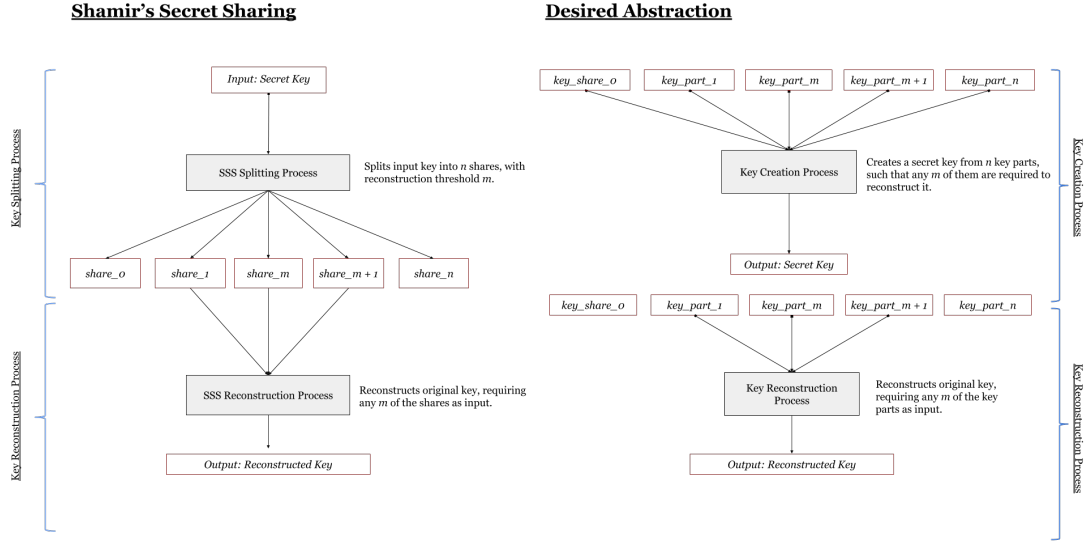 Shamir's Secret Sharing
Key Splitting Process
Input: Secret Key
SSS Splitting Process
Splits input key into n shares, with
reconstruction threshold m.
share_0
share_1
share_m
share_m + 1
share_n
Key Reconstruction Process
SSS Reconstruction Process
Reconstructs original key, requiring
any m of the shares as input.
Output: Reconstructed Key
Desired Abstraction
key_share_0
key_part_1
key_part_m
key_part_m + 1
key_part_n
Key Creation Process
Creates a secret key from n key parts,
such that any m of them are required to
reconstruct it.
Key Creation Process
Output: Secret Key
key_share_0
key_part_1
key_part_m
key_part_m + 1
key_part_n
Key Reconstruction
Process
Reconstructs original key,
requiring any m of the key
parts as input.
Key Reconstruction Process
Output: Reconstructed Key